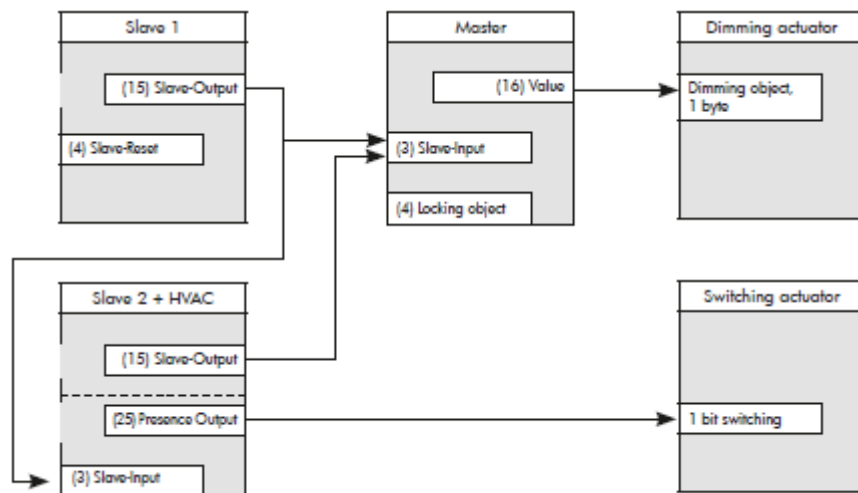 Slave 1
(15) Slave-Output
(4) Slave-Reset
Master
(16) Value
(3) Slave-Input
(4) Locking object
Dimming actuator
Dimming object,
1 byte
Slave 2 + HVAC
(15) Slave-Output
(25) Presence Output
(3) Slave-Input
Switching actuator
1 bit switching